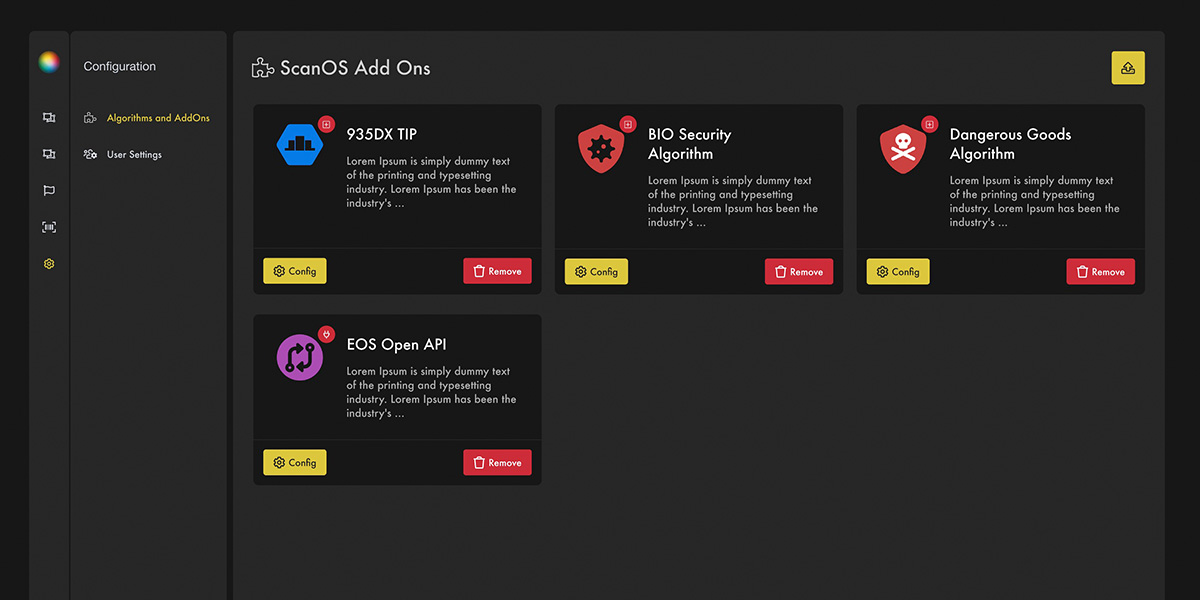 Configuration
Algorithms and AddOns
User Settings
ScanOS Add Ons
935DX TIP
Lorem Ipsum is simply dummy text
of the printing and typesetting
industry. Lorem Ipsum has been the
industry's ...
Config
Remove
BIO Security
Algorithm
Lorem Ipsum is simply dummy text
of the printing and typesetting
industry. Lorem Ipsum has been the
industry's ...
Config
Remove
Dangerous Goods
Algorithm
Lorem Ipsum is simply dummy text
of the printing and typesetting
industry. Lorem Ipsum has been the
industry's ...
Config
Remove
EOS Open API
Lorem Ipsum is simply dummy text
of the printing and typesetting
industry. Lorem Ipsum has been the
industry's ...
Config
Remove